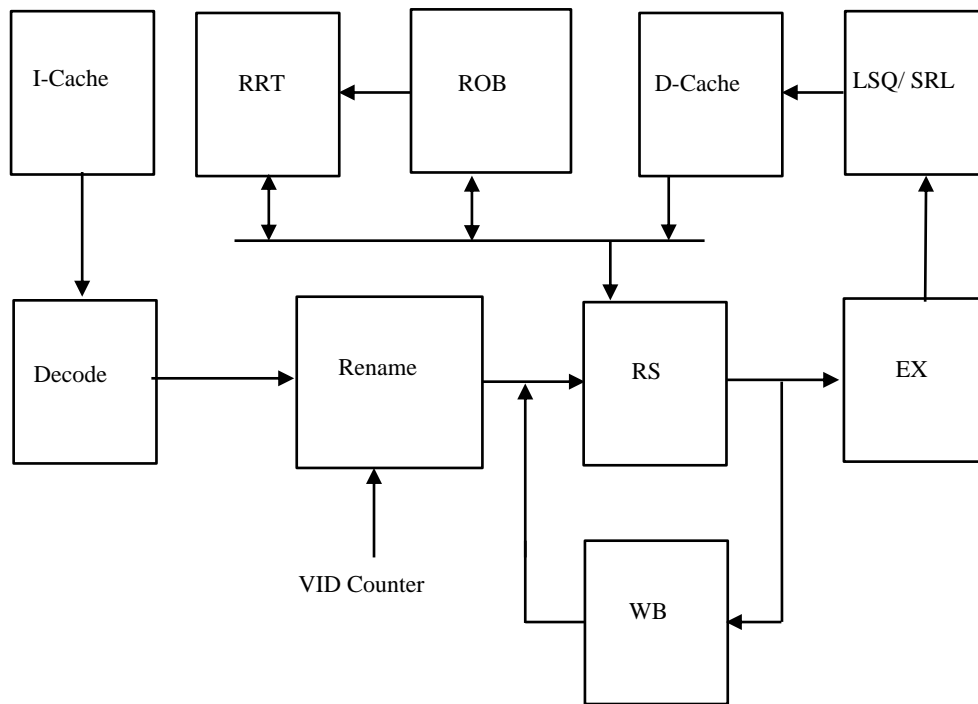 I-Cache
RRT
ROB
D-Cache
LSQ/ SRL
Decode
Rename
RS
EX
VID Counter
WB